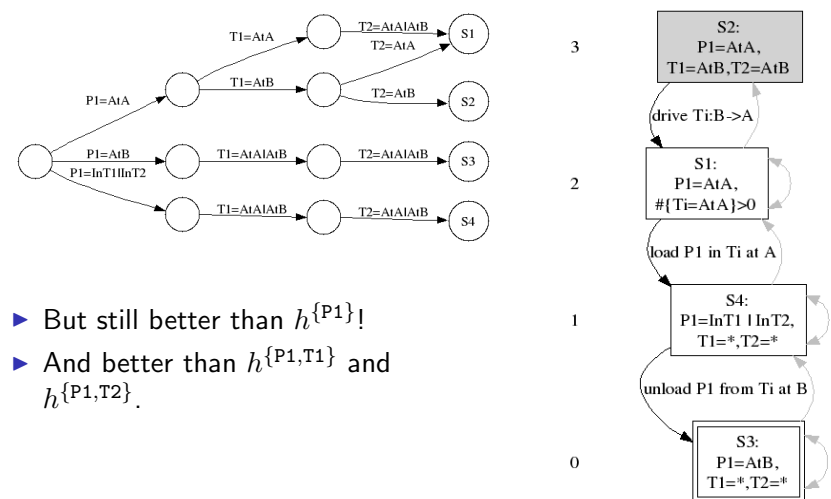 T1=AtA
T2=AtA|AtB
S1
T2=AtA
P1=AtA
T1=AtB
T2=AtB
S2
P1=AtB
T1=AtA|AtB
T2=AtA|AtB
S3
P1=InT1|InT2
T1=AtA|AtB
T2=AtA|AtB
S4
But still better than h^{P1}!
And better than h^{P1,T1} and
h^{P1,T2}.
3
S2:
P1=AtA,
T1=AtB,T2=AtB
drive Ti:B->A
2
S1:
P1=AtA,
#{Ti=AtA}>0
load P1 in Ti at A
1
S4:
P1=InT1 | InT2,
T1=*,T2=*
unload P1 from Ti at B
0
S3:
P1=AtB,
T1=*,T2=*